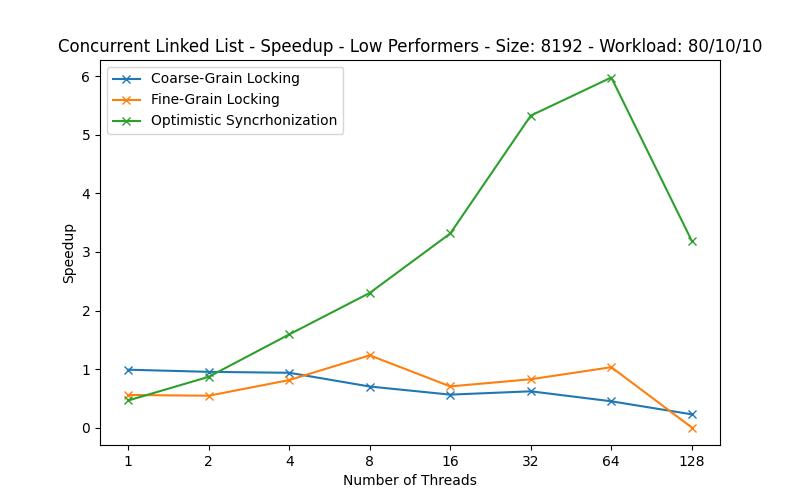 Concurrent Linked List - Speedup - Low Performers - Size: 8192 - Workload: 80/10/10
Coarse-Grain Locking
Fine-Grain Locking
Optimistic Syncrhonization
Speedup
6
5
4
3
2
1
0
1 2 4 8 16 32 64 128
Number of Threads